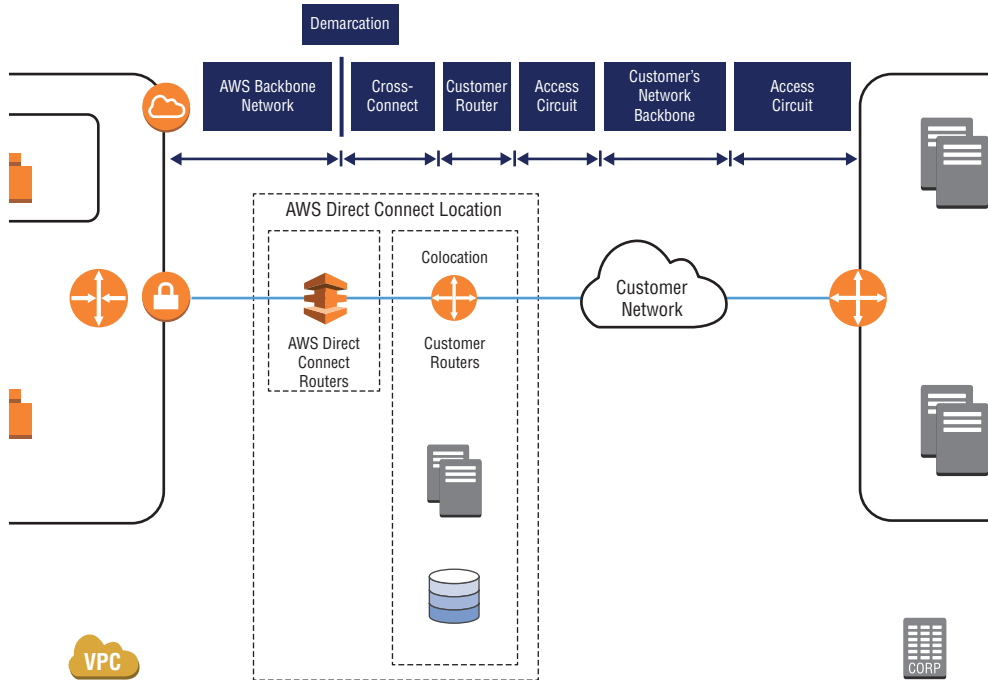 Demarcation
AWS Backbone
Network
Cross-
Connect
Customer
Router
Access
Circuit
Customer's
Network
Backbone
Access
Circuit
AWS Direct Connect Location
Colocation
AWS Direct
Connect
Routers
Customer
Routers
Customer
Network
VPC
CORP